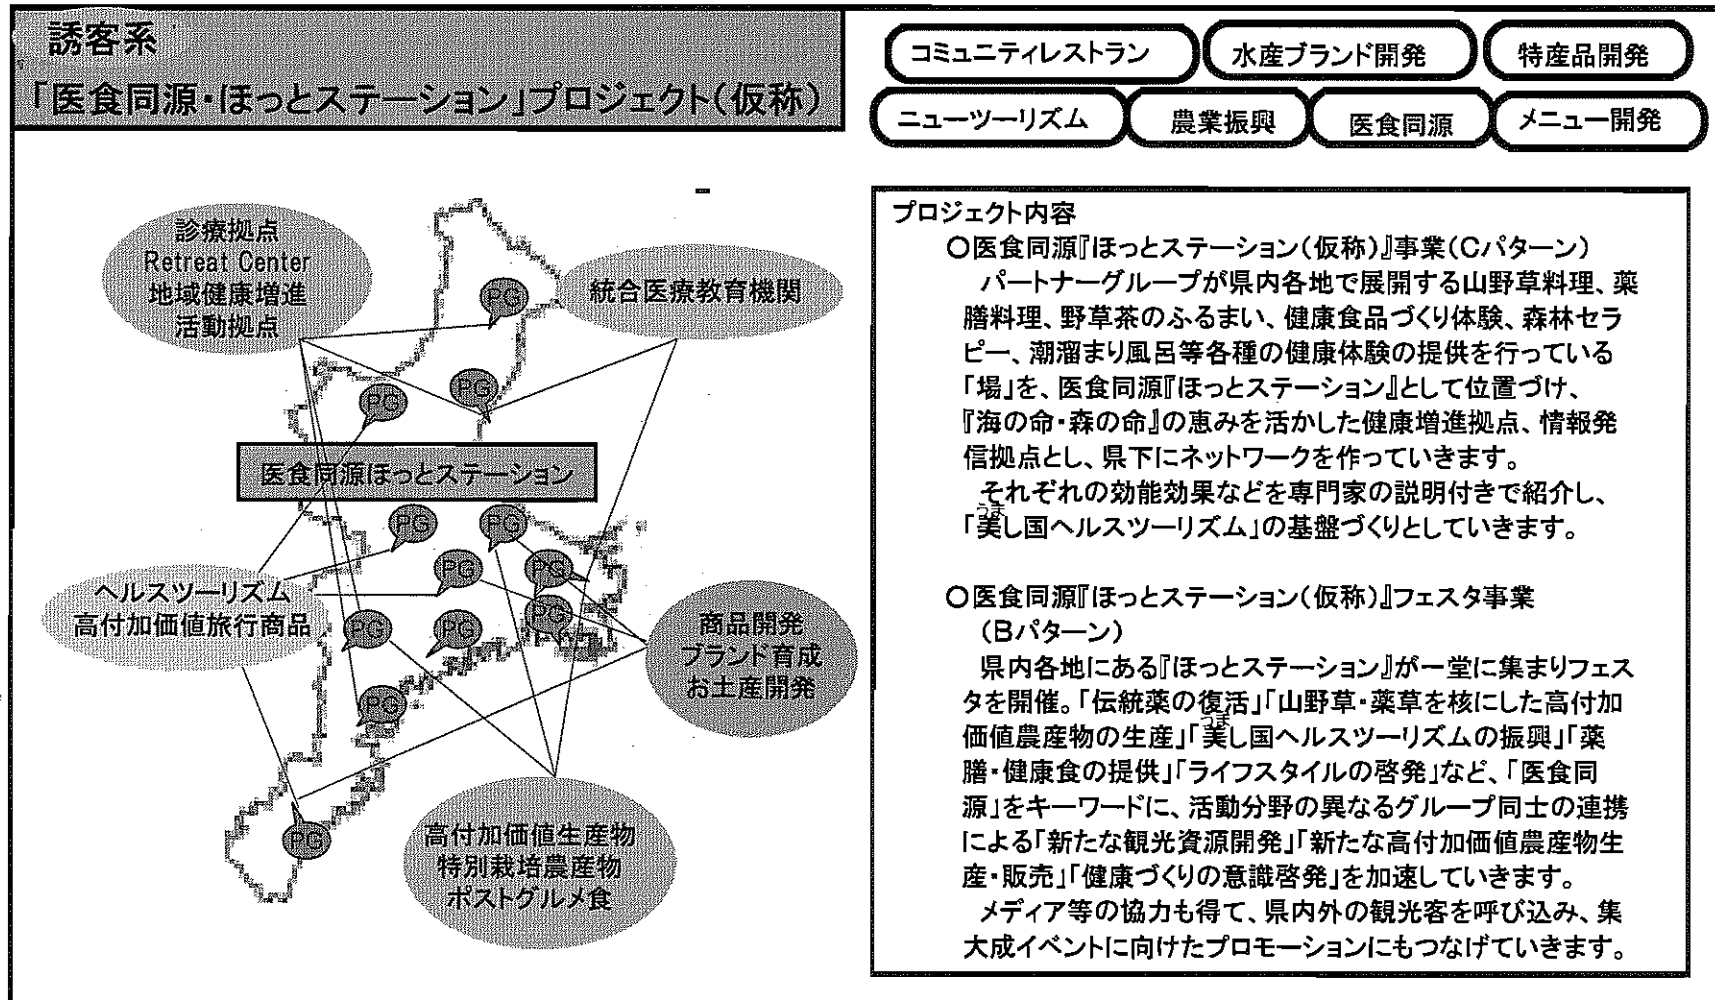 誘客系
「医食同源・ほっとステーション」プロジェクト(仮称)
コミュニティレストラン
水産ブランド開発
特産品開発
ニューツーリズム
農業振興
医食同源
メニュー開発
診療拠点
Retreat Center
地域健康増進
活動拠点
統合医療教育機関
PG
PG
PG
医食同源ほっとステーション
PG
PG
PG
PG
PG
PG
PG
PG
PG
ヘルスツーリズム
高付加価値旅行商品
商品開発
ブランド育成
お土産開発
高付加価値生産物
特別栽培農産物
ポストグルメ食
プロジェクト内容
○医食同源『ほっとステーション(仮称)』事業(Cパターン)
パートナーグループが県内各地で展開する山野草料理、薬
膳料理、野草茶のふるまい、健康食品づくり体験、森林セラ
ピー、潮溜まり風呂等各種の健康体験の提供を行っている
「場」を、医食同源『ほっとステーション』として位置づけ、
『海の命・森の命』の恵みを活かした健康増進拠点、情報発
信拠点とし、県下にネットワークを作っていきます。
それぞれの効能効果などを専門家の説明付きで紹介し、
うま
「美し国ヘルスツーリズム」の基盤づくりとしていきます。
○医食同源『ほっとステーション(仮称)』フェスタ事業
(Bパターン)
県内各地にある『ほっとステーション』が一堂に集まりフェス
タを開催。「伝統薬の復活」「山野草・薬草を核にした高付加
うま
価値農産物の生産」「美し国ヘルスツーリズムの振興」「薬
膳・健康食の提供」「ライフスタイルの啓発」など、「医食同
源」をキーワードに、活動分野の異なるグループ同士の連携
による「新たな観光資源開発」「新たな高付加価値農産物生
産・販売」「健康づくりの意識啓発」を加速していきます。
メディア等の協力も得て、県内外の観光客を呼び込み、集
大成イベントに向けたプロモーションにもつなげていきます。